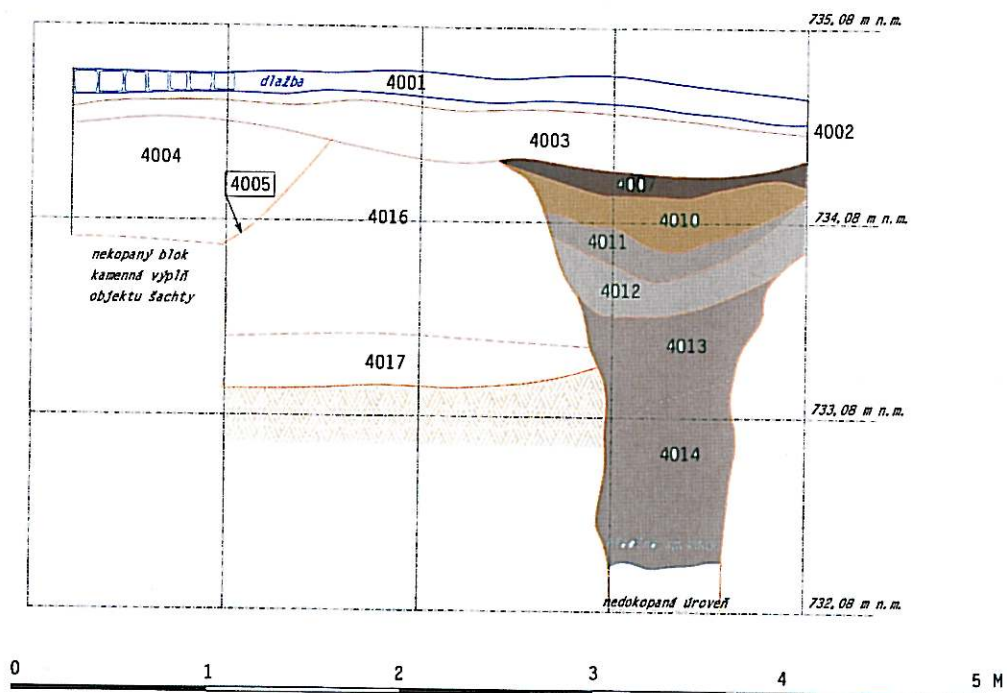 735,08 m n.m.
dlažba
4001
4002
4003
4004
4005
4007
4016
4010
734,08 m n.m.
4011
nekopaný blok
kamenná výplň
objektu šachty
4012
4013
4017
733,08 m n.m.
4014
nedokopaná úroveň
732,08 m n.m.
0 1 2 3 4 5 M